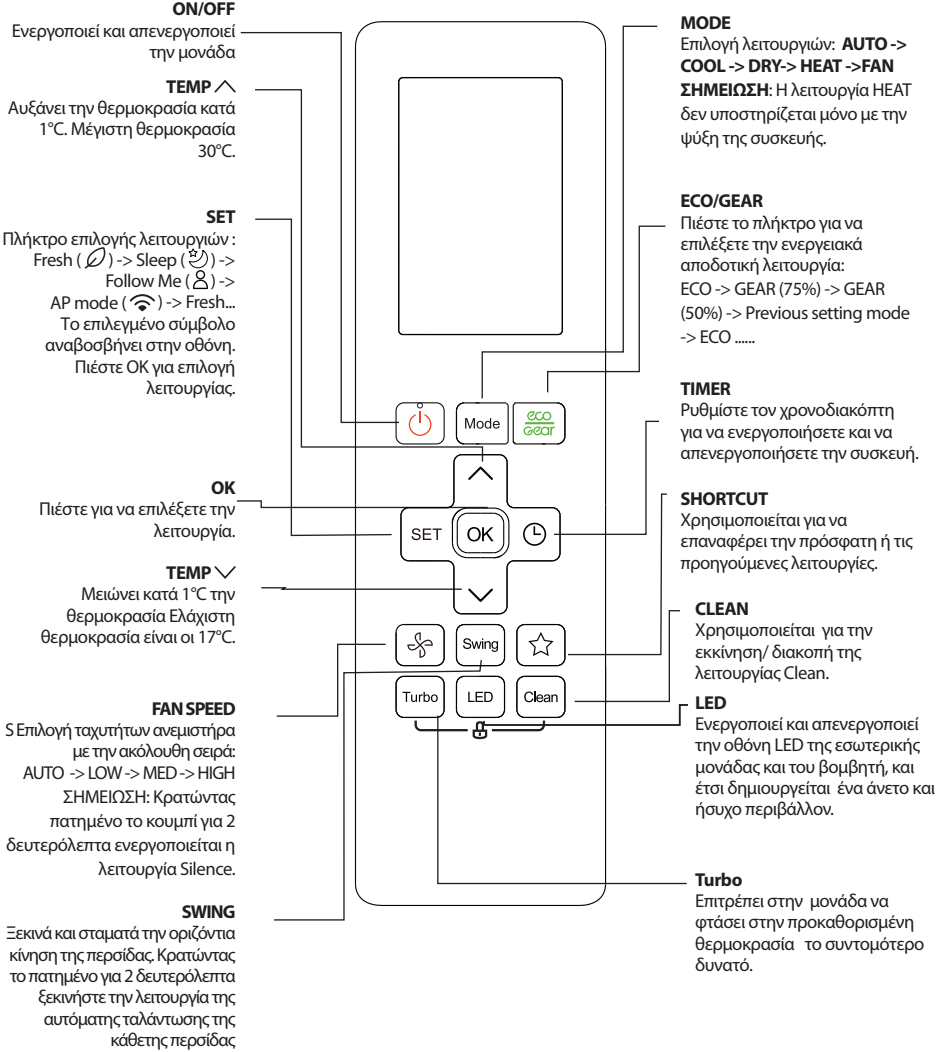 ON/OFF
Ενεργοποιεί και απενεργοποιεί
την μονάδα
TEMP
Αυξάνει την θερμοκρασία κατά
1°C. Μέγιστη θερμοκρασία
30°C.
SET
Πλήκτρο επιλογής λειτουργιών :
Fresh ( ) -> Sleep ( ) ->
Follow Me ( ) ->
AP mode ( ) -> Fresh...
Το επιλεγμένο σύμβολο
αναβοσβήνει στην οθόνη.
Πιέστε OK για επιλογή
λειτουργίας.
OK
Πιέστε για να επιλέξετε την
λειτουργία.
TEMP
Μειώνει κατά 1°C την
θερμοκρασία Ελάχιστη
θερμοκρασία είναι οι 17°C.
FAN SPEED
S Επιλογή ταχυτήτων ανεμιστήρα
με την ακόλουθη σειρά:
AUTO -> LOW -> MED -> HIGH
ΣΗΜΕΙΩΣΗ: Κρατώντας
πατημένο το κουμπί για 2
δευτερόλεπτα ενεργοποιείται η
λειτουργία Silence.
SWING
Ξεκινά και σταματά την οριζόντια
κίνηση της περσίδας. Κρατώντας
το πατημένο για 2 δευτερόλεπτα
ξεκινήστε την λειτουργία της
αυτόματης ταλάντωσης της
κάθετης περσίδας
Mode
eco
Gear
SET
OK
Swing
Turbo
LED
Clean
MODE
Επιλογή λειτουργιών: AUTO ->
COOL -> DRY-> HEAT ->FAN
ΣΗΜΕΙΩΣΗ: Η λειτουργία HEAT
δεν υποστηρίζεται μόνο με την
ψύξη της συσκευής.
ECO/GEAR
Πιέστε το πλήκτρο για να
επιλέξετε την ενεργειακά
αποδοτική λειτουργία:
ECO -> GEAR (75%) -> GEAR
(50%) -> Previous setting mode
-> ECO ......
TIMER
Ρυθμίστε τον χρονοδιακόπτη
για να ενεργοποιήσετε και να
απενεργοποιήσετε την συσκευή.
SHORTCUT
Χρησιμοποιείται για να
επαναφέρει την πρόσφατη ή τις
προηγούμενες λειτουργίες.
CLEAN
Χρησιμοποιείται για την
εκκίνηση/ διακοπή της
λειτουργίας Clean.
LED
Ενεργοποιεί και απενεργοποιεί
την οθόνη LED της εσωτερικής
μονάδας και του βομβητή, και
έτσι δημιουργείται ένα άνετο και
ήσυχο περιβάλλον.
Turbo
Επιτρέπει στην μονάδα να
φτάσει στην προκαθορισμένη
θερμοκρασία το συντομότερο
δυνατό.